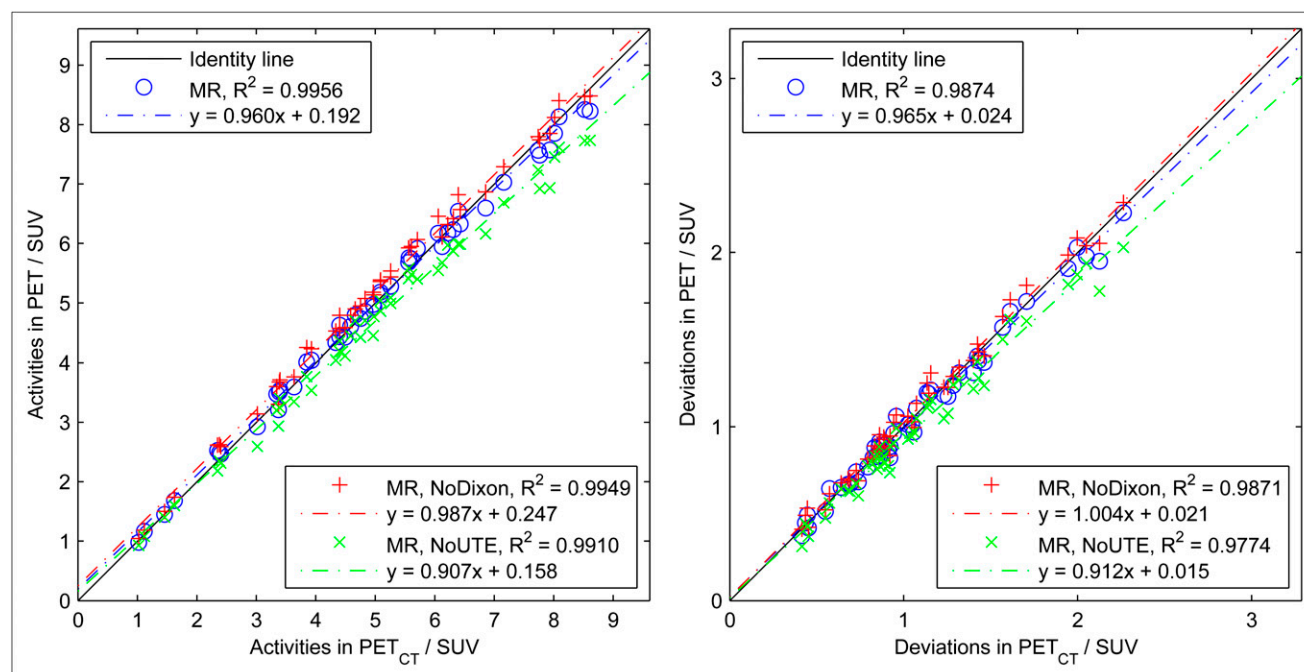 Identity line
MR, R² = 0.9956
y = 0.960x + 0.192
MR, NoDixon, R² = 0.9949
y = 0.987x + 0.247
MR, NoUTE, R² = 0.9910
y = 0.907x + 0.158
Activities in PET / SUV
9
8
7
6
5
4
3
2
1
0
0 1 2 3 4 5 6 7 8 9
Activities in PET_CT / SUV
Identity line
MR, R² = 0.9874
y = 0.965x + 0.024
MR, NoDixon, R² = 0.9871
y = 1.004x + 0.021
MR, NoUTE, R² = 0.9774
y = 0.912x + 0.015
Deviations in PET / SUV
3
2
1
0
0 1 2 3
Deviations in PET_CT / SUV